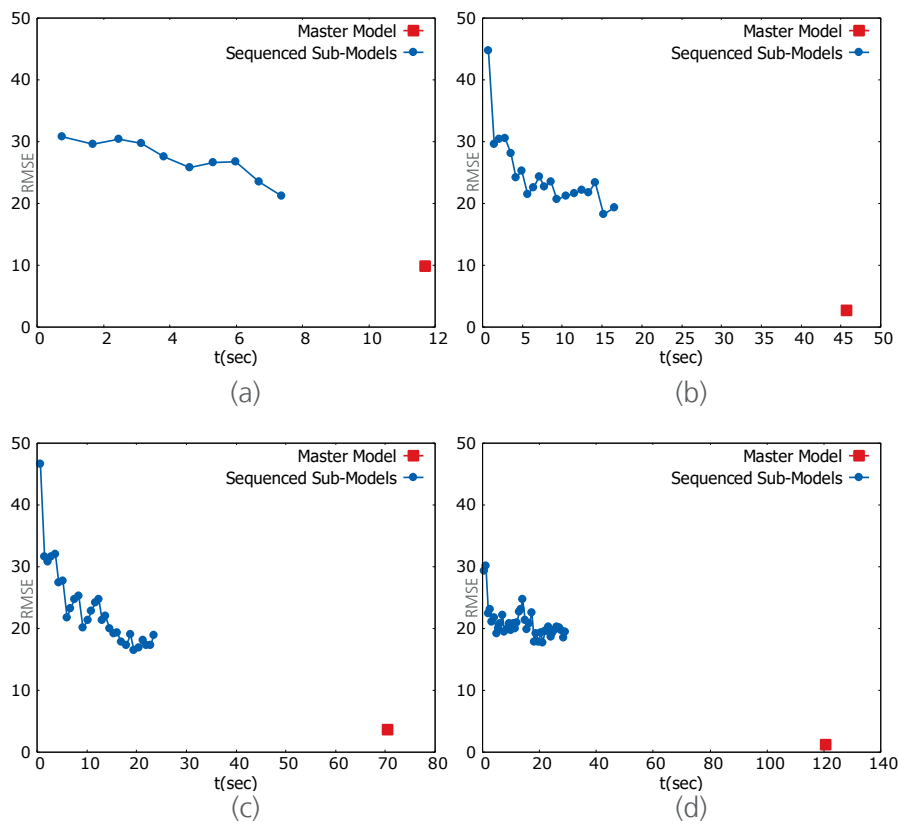 50
40
30
20
10
0
RMSE
Master Model
Sequenced Sub-Models
0 2 4 6 8 10 12
t(sec)
(a)
50
40
30
20
10
0
RMSE
Master Model
Sequenced Sub-Models
0 5 10 15 20 25 30 35 40 45 50
t(sec)
(b)
50
40
30
20
10
0
RMSE
Master Model
Sequenced Sub-Models
0 10 20 30 40 50 60 70 80
t(sec)
(c)
50
40
30
20
10
0
RMSE
Master Model
Sequenced Sub-Models
0 20 40 60 80 100 120 140
t(sec)
(d)